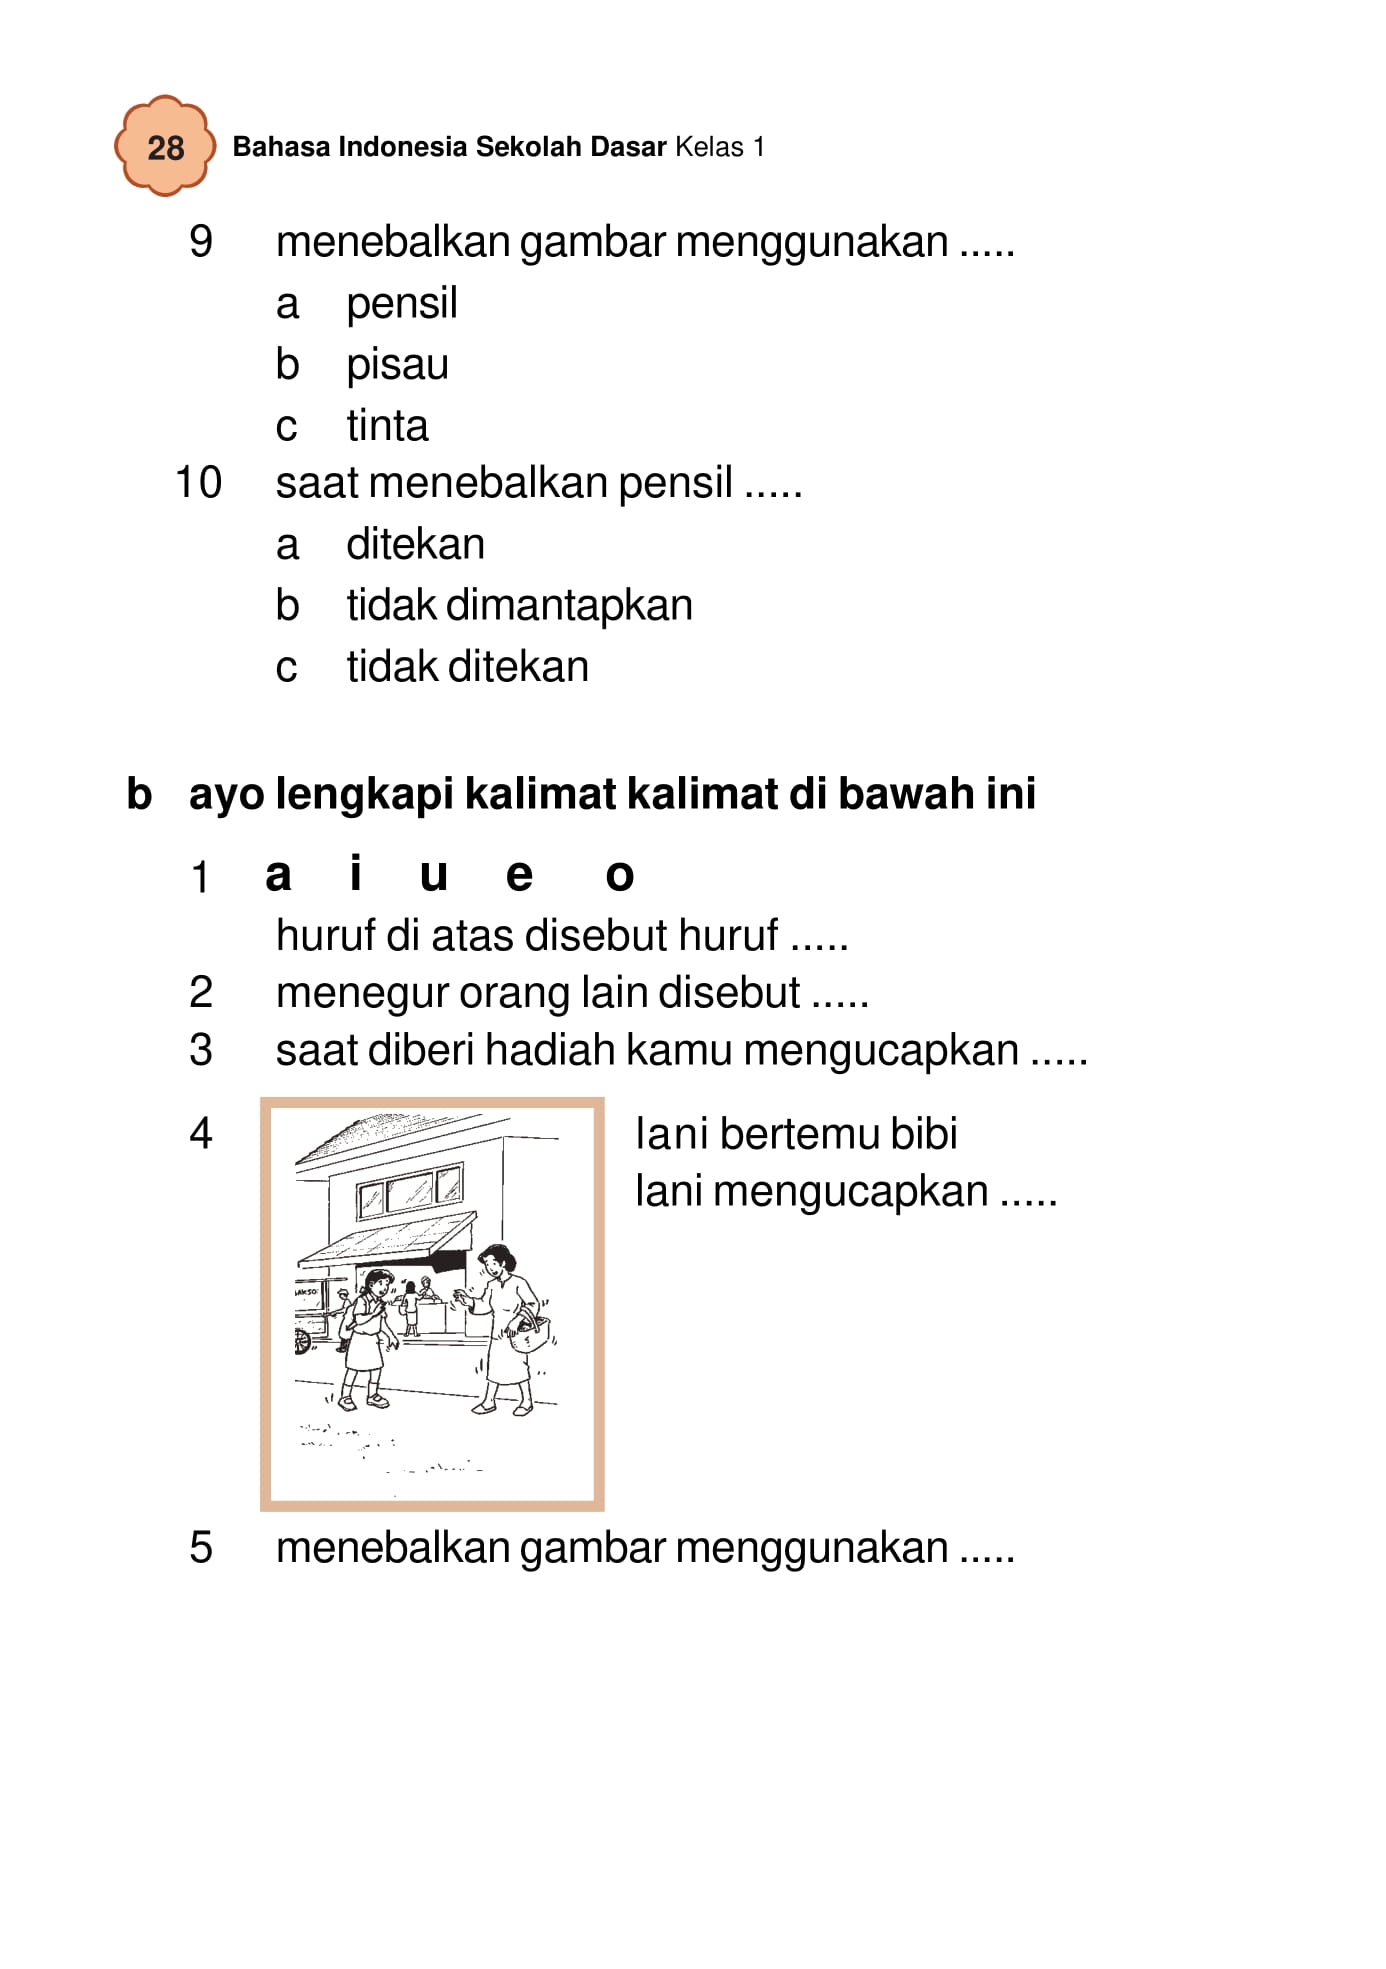 28 Bahasa Indonesia Sekolah Dasar Kelas 1
9 menebalkan gambar menggunakan .....
a pensil
b pisau
c tinta
10 saat menebalkan pensil .....
a ditekan
b tidak dimantapkan
c tidak ditekan
b ayo lengkapi kalimat kalimat di bawah ini
1 a i u e o
huruf di atas disebut huruf .....
2 menegur orang lain disebut .....
3 saat diberi hadiah kamu mengucapkan .....
4 lani bertemu bibi
lani mengucapkan .....
5 menebalkan gambar menggunakan .....